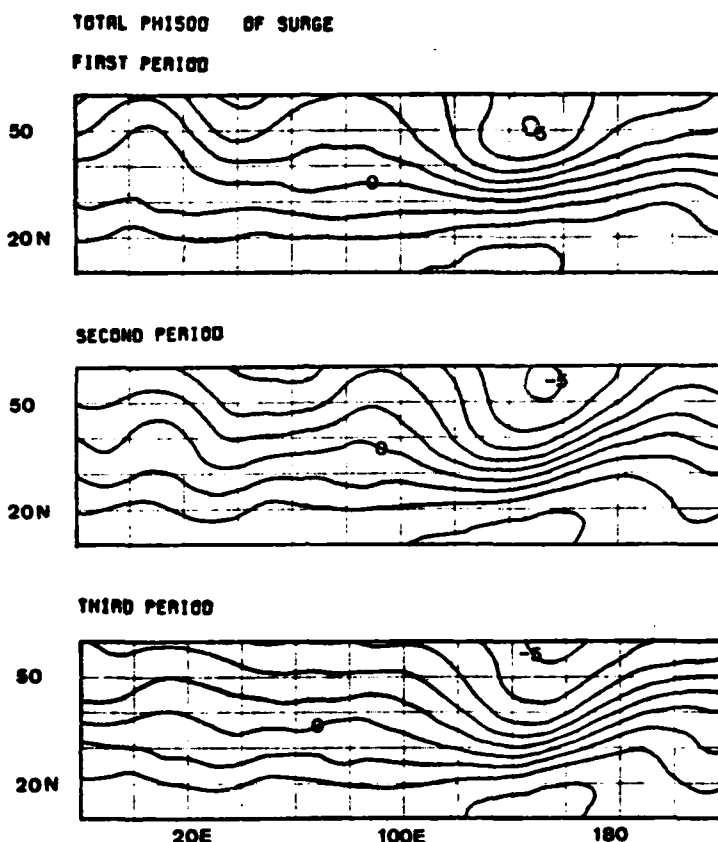 TOTAL PHI500 OF SURGE
FIRST PERIOD
50
0
5
20N
SECOND PERIOD
-5
50
0
20N
THIRD PERIOD
-5
50
0
20N
20E 100E 180